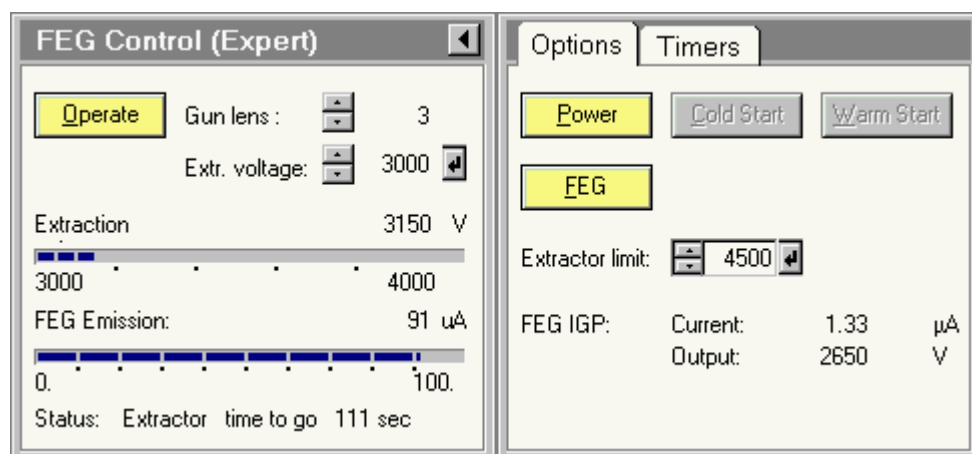 FEG Control (Expert)
Operate
Gun lens : 3
Extr. voltage: 3000
Extraction 3150 V
3000 4000
FEG Emission: 91 uA
0. 100.
Status: Extractor time to go 111 sec
Options Timers
Power Cold Start Warm Start
FEG
Extractor limit: 4500
FEG IGP: Current: 1.33 µA
Output: 2650 V